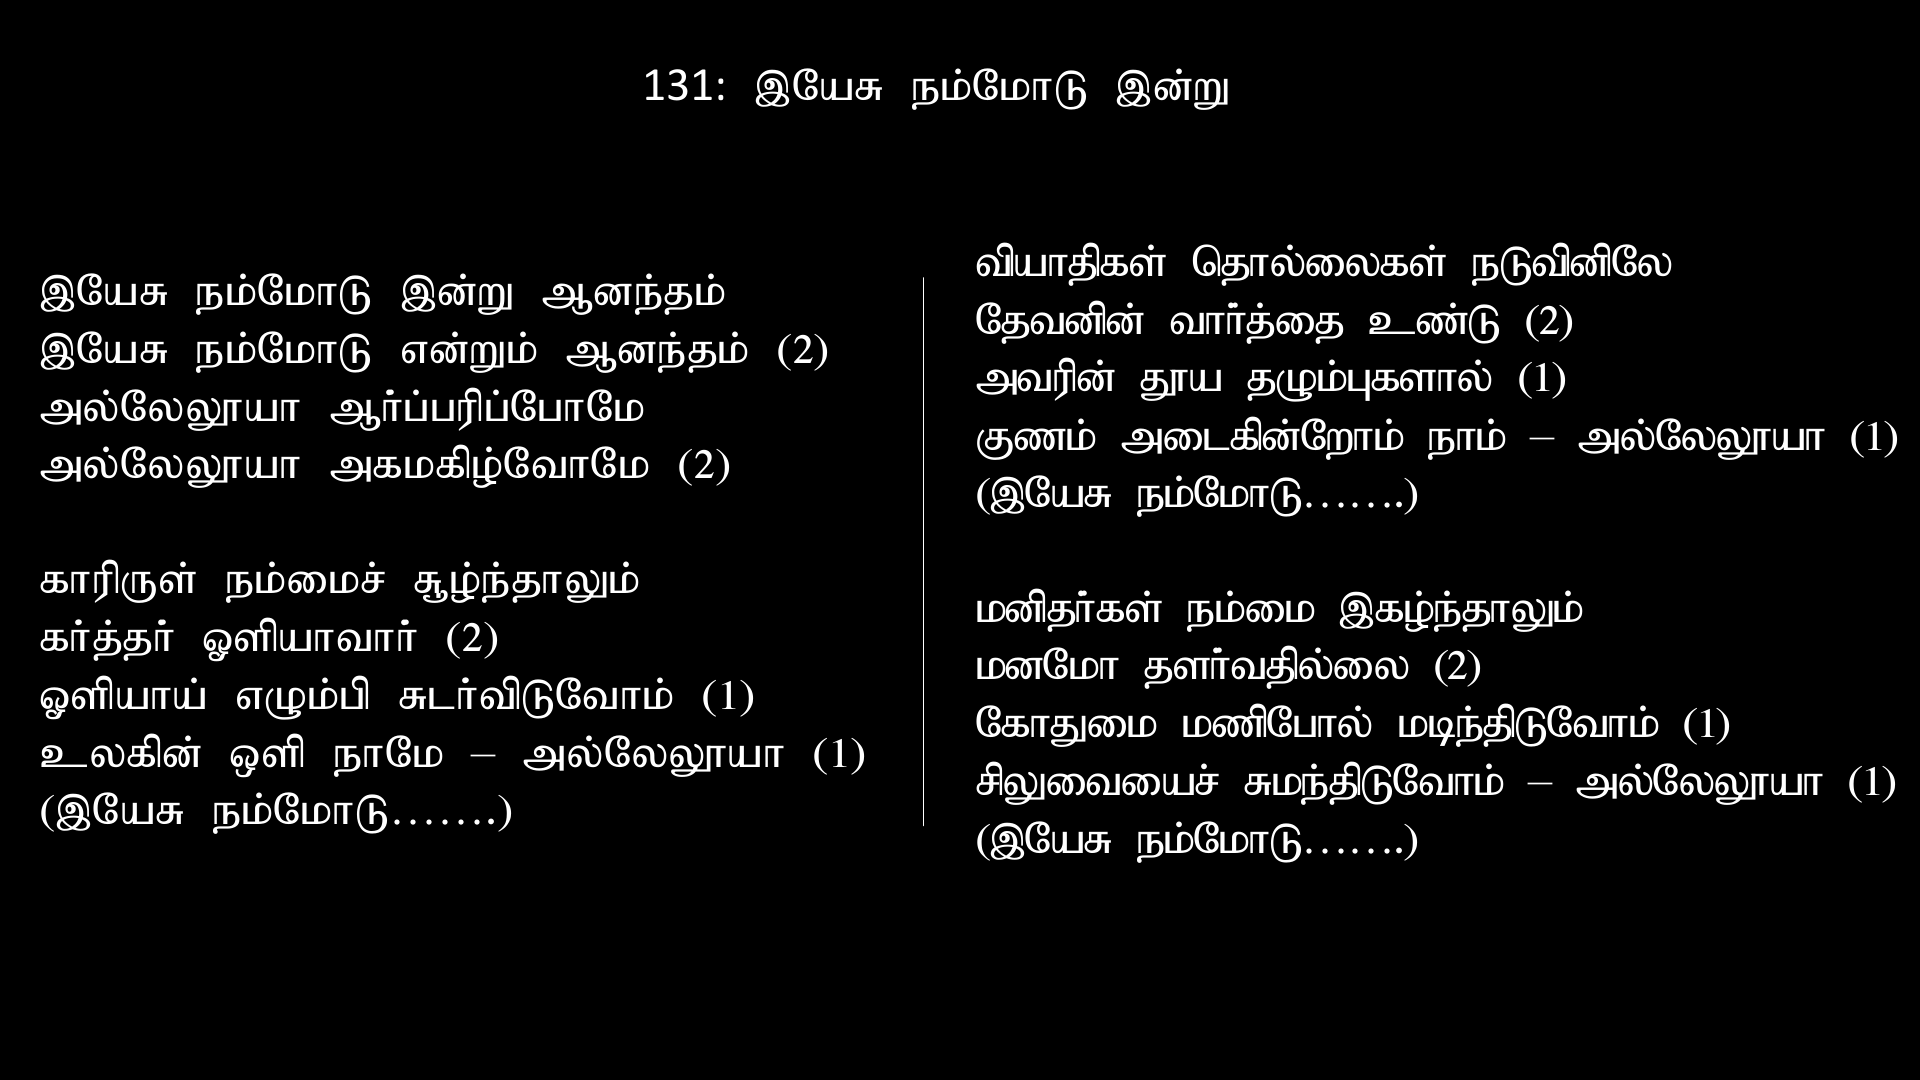 131: இயேசு நம்மோடு இன்று
இயேசு நம்மோடு இன்று ஆனந்தம்
இயேசு நம்மோடு என்றும் ஆனந்தம் (2)
அல்லேலூயா ஆர்ப்பரிப்போமே
அல்லேலூயா அகமகிழ்வோமே (2)
காரிருள் நம்மைச் சூழ்ந்தாலும்
கர்த்தர் ஓளியாவார் (2)
ஓளியாய் எழும்பி சுடர்விடுவோம் (1)
உலகின் ஒளி நாமே – அல்லேலூயா (1)
(இயேசு நம்மோடு…….)
வியாதிகள் தொல்லைகள் நடுவினிலே
தேவனின் வார்த்தை உண்டு (2)
அவரின் தூய தழும்புகளால் (1)
குணம் அடைகின்றோம் நாம் – அல்லேலூயா (1)
(இயேசு நம்மோடு…….)
மனிதர்கள் நம்மை இகழ்ந்தாலும்
மனமோ தளர்வதில்லை (2)
கோதுமை மணிபோல் மடிந்திடுவோம் (1)
சிலுவையைச் சுமந்திடுவோம் – அல்லேலூயா (1)
(இயேசு நம்மோடு…….)